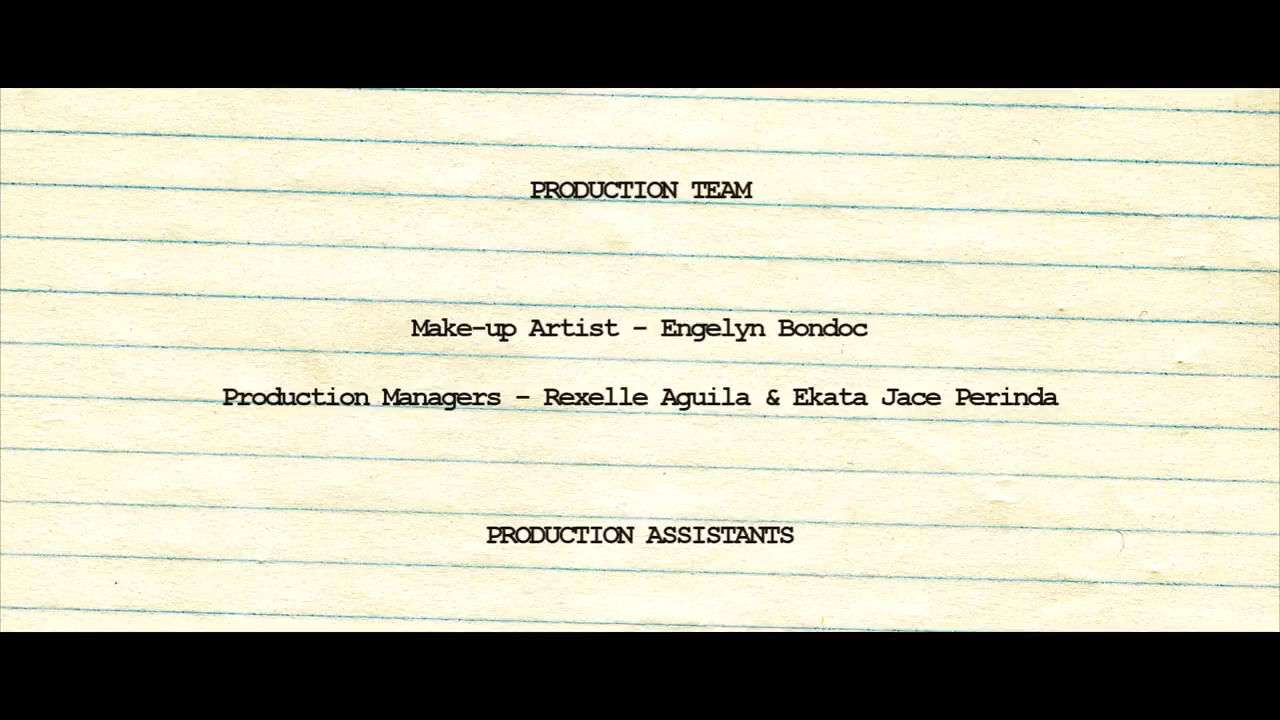 PRODUCTION TEAM
Make-up Artist - Engelyn Bondoc
Production Managers - Rexelle Aguila & Ekata Jace Perinda
PRODUCTION ASSISTANTS